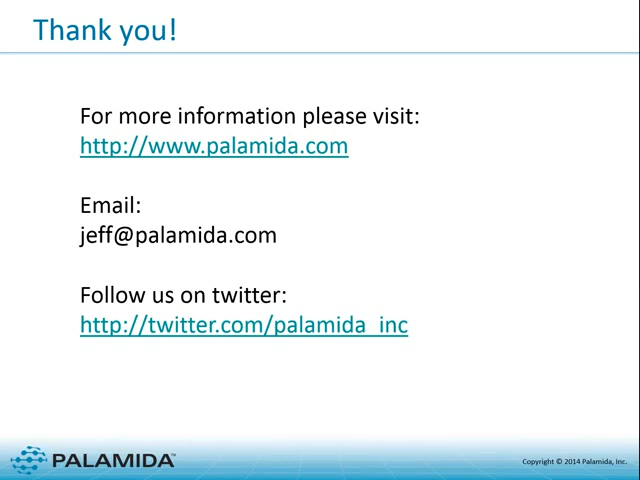 Thank you!
For more information please visit:
http://www.palamida.com
Email:
jeff@palamida.com
Follow us on twitter:
http://twitter.com/palamida_inc
PALAMIDA™
Copyright © 2014 Palamida, Inc.